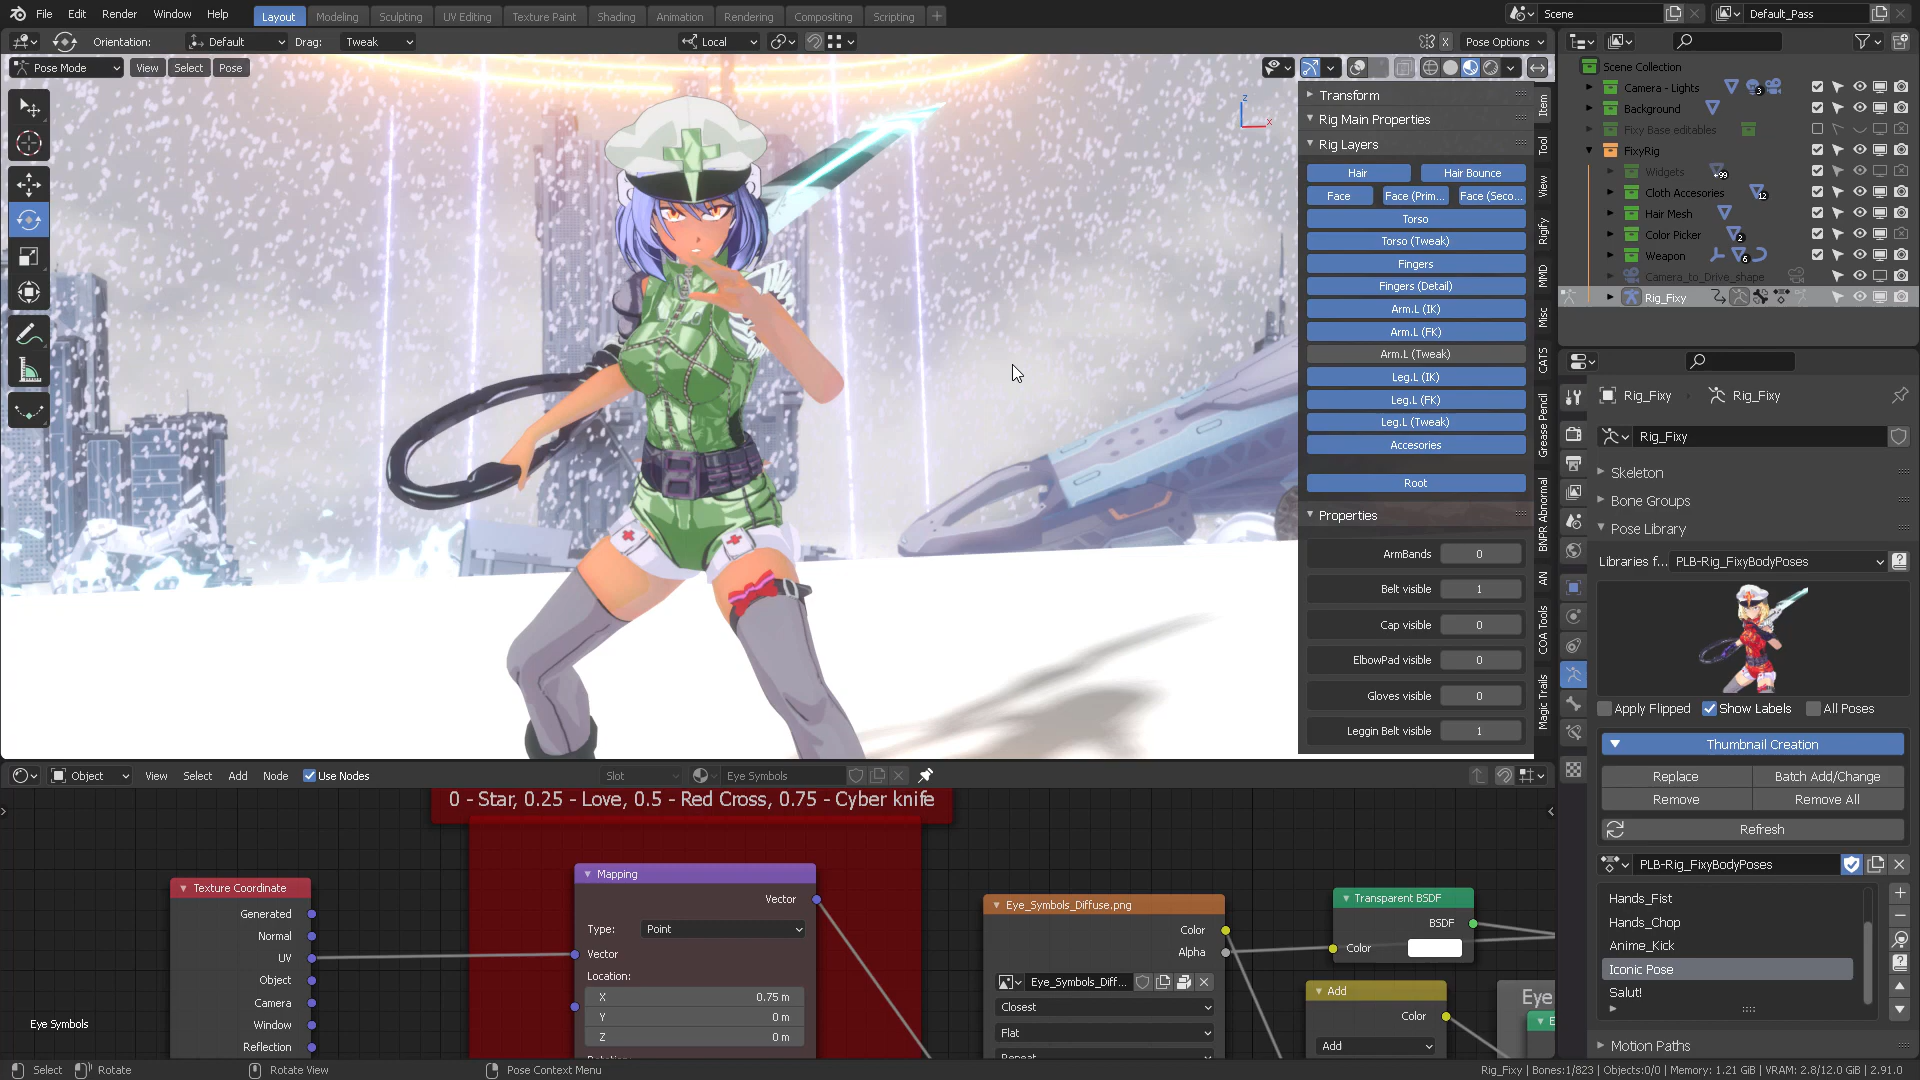 File Edit Render Window Help Layout Modeling Sculpting UV Editing Texture Paint Shading Animation Rendering Compositing Scripting + Scene Default_Pass
Orientation: Default Drag: Tweak Local X Pose Options
Pose Mode View Select Pose
Z
X
Transform
Rig Main Properties
Rig Layers
Hair Hair Bounce
Face Face (Prim... Face (Seco...
Torso
Torso (Tweak)
Fingers
Fingers (Detail)
Arm.L (IK)
Arm.L (FK)
Arm.L (Tweak)
Leg.L (IK)
Leg.L (FK)
Leg.L (Tweak)
Accesories
Root
Properties
ArmBands 0
Belt visible 1
Cap visible 0
ElbowPad visible 0
Gloves visible 0
Leggin Belt visible 1
Item
Tool
View
Rigify
MMD
Misc
CATS
Grease Pencil
BNPR Abnormal
AN
COA Tools
Magic Trails
Scene Collection
Camera - Lights 3
Background
Fixy Base editables
FixyRig
Widgets +99
Cloth Accesories 12
Hair Mesh
Color Picker 2
Weapon 6
Camera_to_Drive_shape
Rig_Fixy
Rig_Fixy Rig_Fixy
Rig_Fixy
Skeleton
Bone Groups
Pose Library
Libraries f... PLB-Rig_FixyBodyPoses
Apply Flipped Show Labels All Poses
Thumbnail Creation
Replace Batch Add/Change
Remove Remove All
Refresh
PLB-Rig_FixyBodyPoses
Hands_Fist
Hands_Chop
Anime_Kick
Iconic Pose
Salut!
Motion Paths
Object View Select Add Node Use Nodes Slot Eye Symbols
0 - Star, 0.25 - Love, 0.5 - Red Cross, 0.75 - Cyber knife
Texture Coordinate
Generated
Normal
UV
Object
Camera
Window
Reflection
Eye Symbols
Mapping
Vector
Type: Point
Vector
Location:
X 0.75 m
Y 0 m
Z 0 m
Eye_Symbols_Diffuse.png
Color
Alpha
Eye_Symbols_Diff...
Closest
Flat
Repeat
Transparent BSDF
BSDF
Color
Add
Color
Add
Eye
E
Select Rotate Rotate View Pose Context Menu Rig_Fixy | Bones:1/823 | Objects:0/0 | Memory: 1.21 GiB | VRAM: 2.8/12.0 GiB | 2.91.0